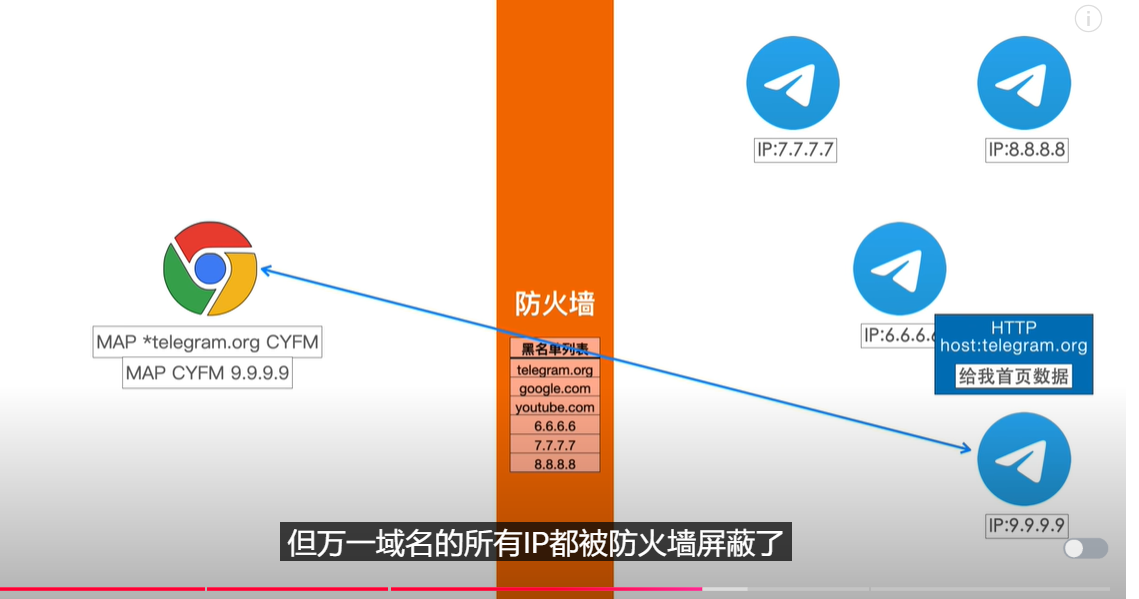 IP:7.7.7.7
IP:8.8.8.8
防火墙
MAP *telegram.org CYFM
MAP CYFM 9.9.9.9
黑名单列表
telegram.org
google.com
youtube.com
6.6.6.6
7.7.7.7
8.8.8.8
IP:6.6.6.6
HTTP
host:telegram.org
给我首页数据
IP:9.9.9.9
但万一域名的所有IP都被防火墙屏蔽了